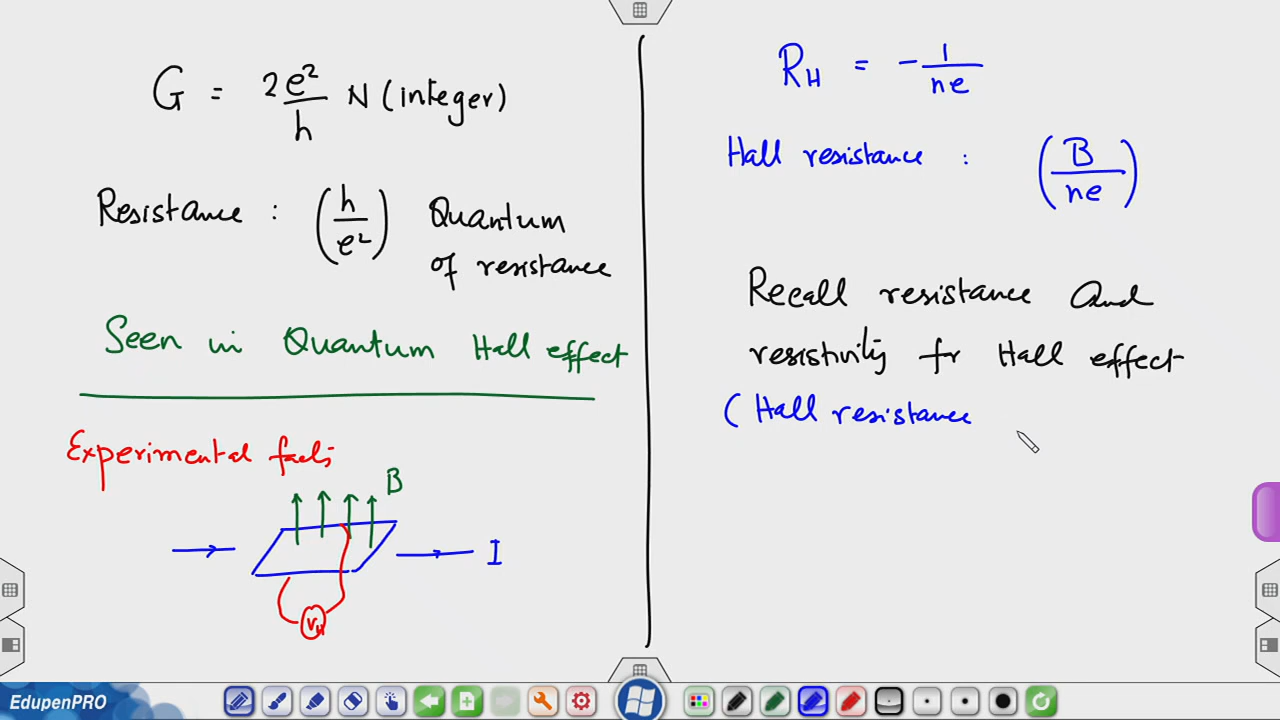 G = 2e²/h N (integer)
Resistance : (h/e²) Quantum
of resistance
Seen in Quantum Hall effect
Experimental facts
B
I
V_H
R_H = - 1/ne
Hall resistance : (B/ne)
Recall resistance and
resistivity for Hall effect
(Hall resistance
EdupenPRO